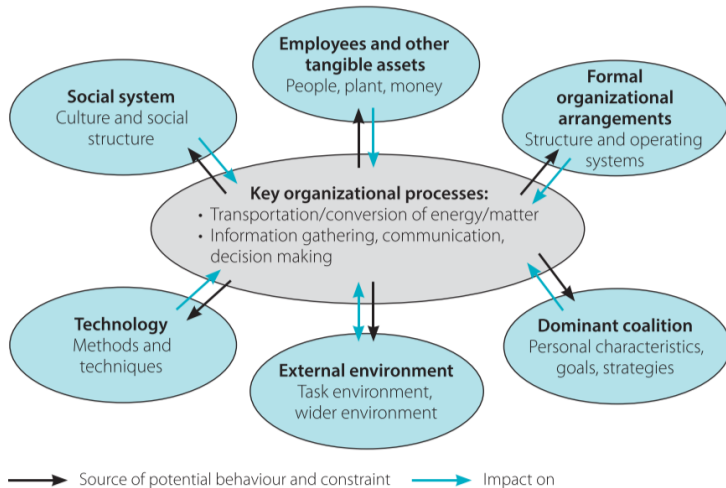 Employees and other
tangible assets
People, plant, money
Social system
Culture and social
structure
Formal
organizational
arrangements
Structure and operating
systems
Key organizational processes:
• Transportation/conversion of energy/matter
• Information gathering, communication,
decision making
Technology
Methods and
techniques
External environment
Task environment,
wider environment
Dominant coalition
Personal characteristics,
goals, strategies
Source of potential behaviour and constraint
Impact on